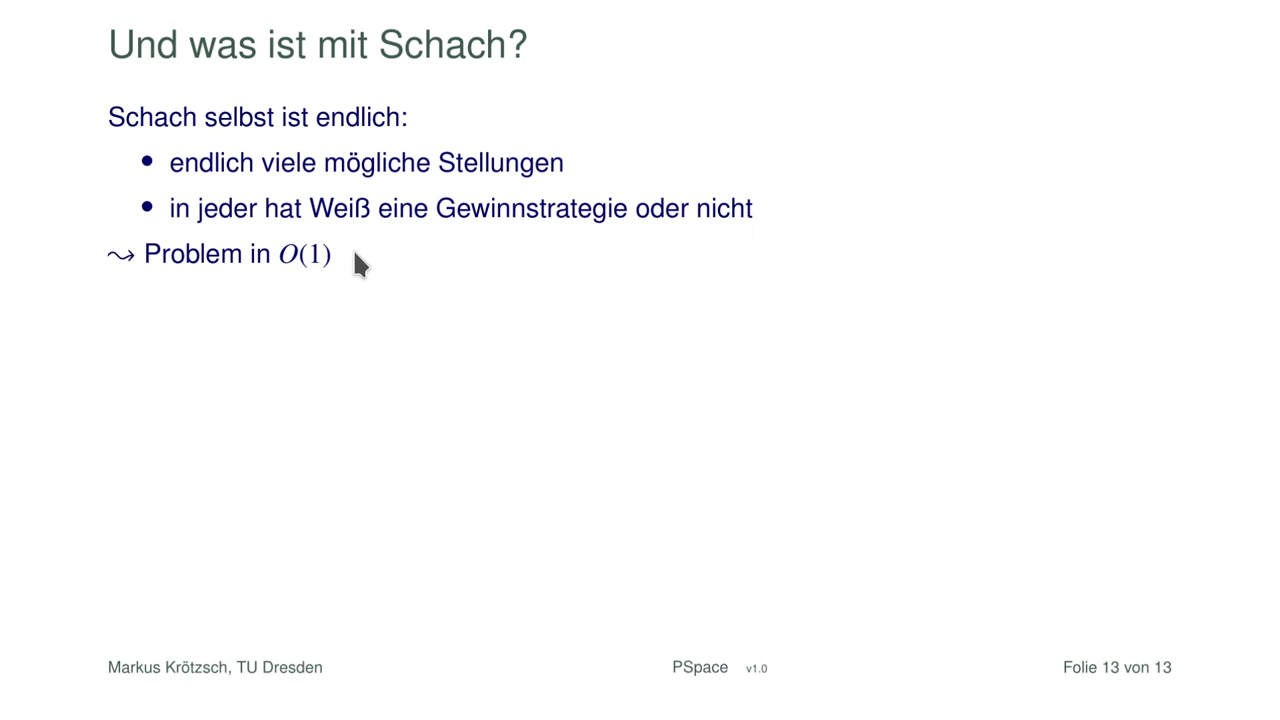 Und was ist mit Schach?
Schach selbst ist endlich:
• endlich viele mögliche Stellungen
• in jeder hat Weiß eine Gewinnstrategie oder nicht
⇝ Problem in O(1)
Markus Krötzsch, TU Dresden PSpace v1.0 Folie 13 von 13